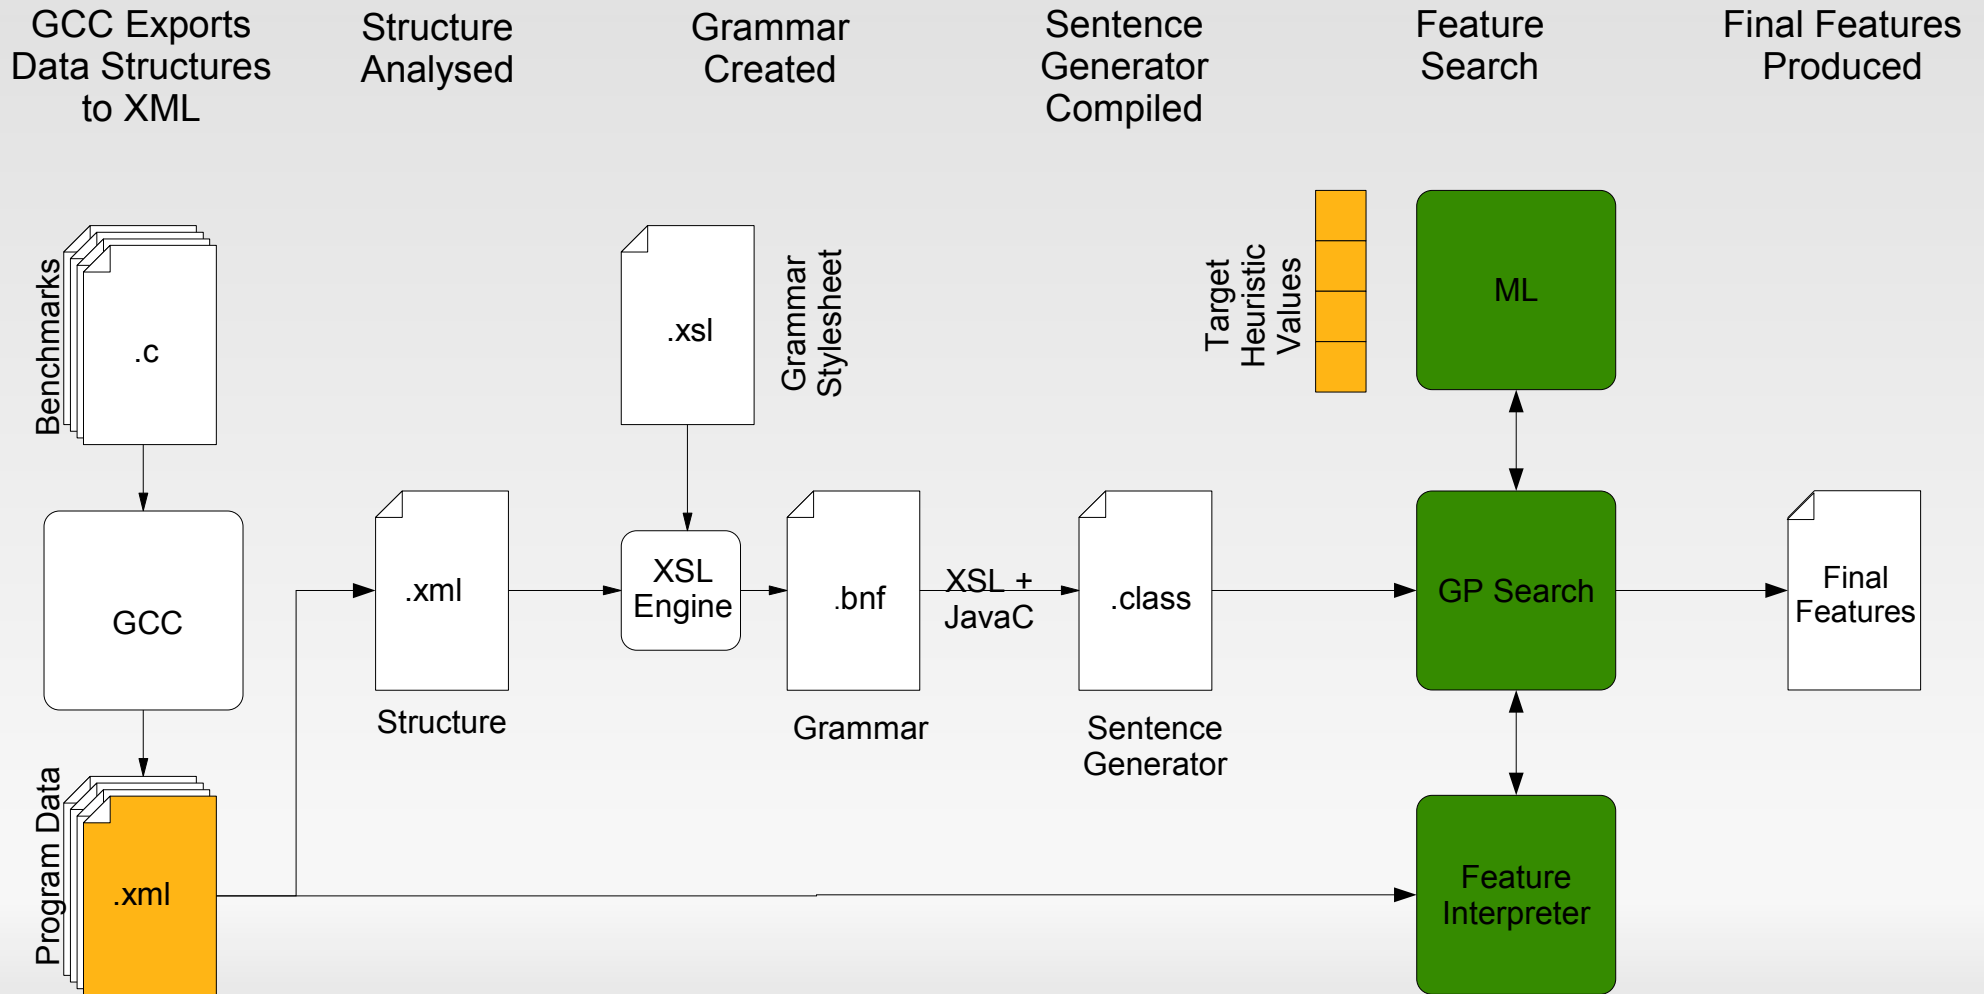 GCC Exports
Data Structures
to XML
Structure
Analysed
Grammar
Created
Sentence
Generator
Compiled
Feature
Search
Final Features
Produced
Benchmarks
.c
.xsl
Grammar
Stylesheet
Target
Heuristic
Values
ML
GCC
.xml
Structure
XSL
Engine
.bnf
Grammar
XSL +
JavaC
.class
Sentence
Generator
GP Search
Final
Features
Program Data
.xml
Feature
Interpreter